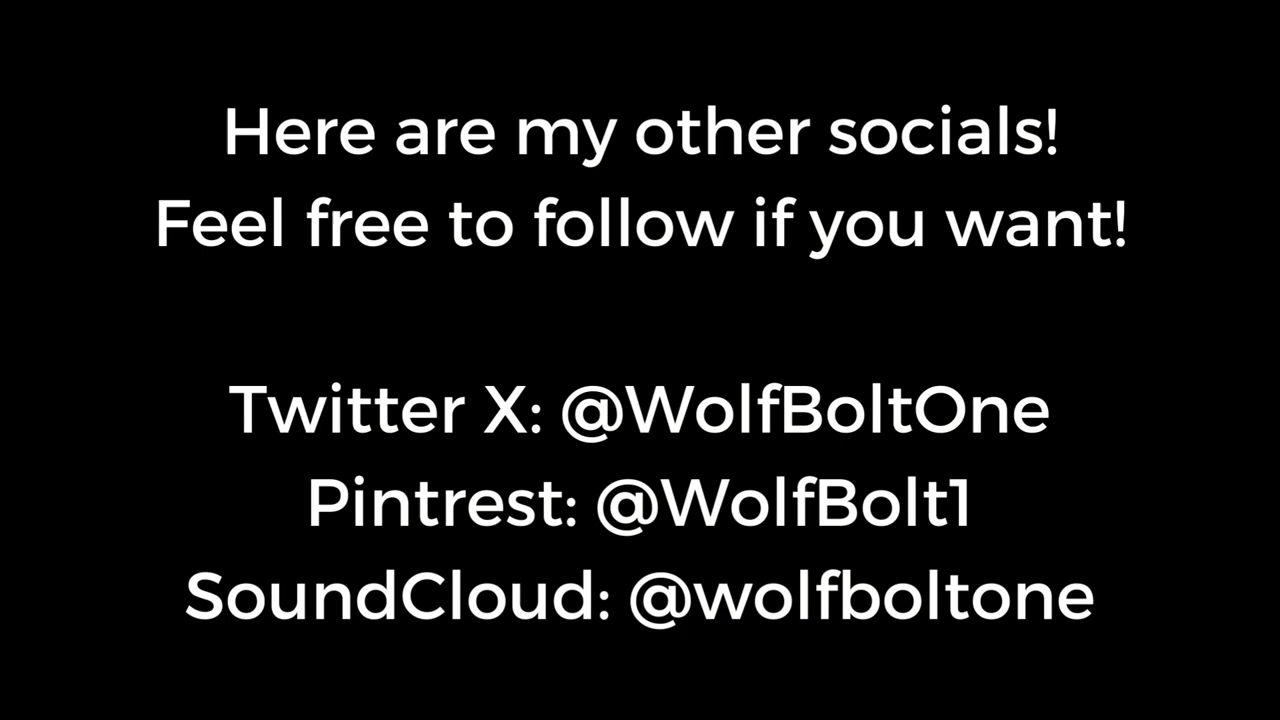 Here are my other socials!
Feel free to follow if you want!
Twitter X: @WolfBoltOne
Pintrest: @WolfBolt1
SoundCloud: @wolfboltone